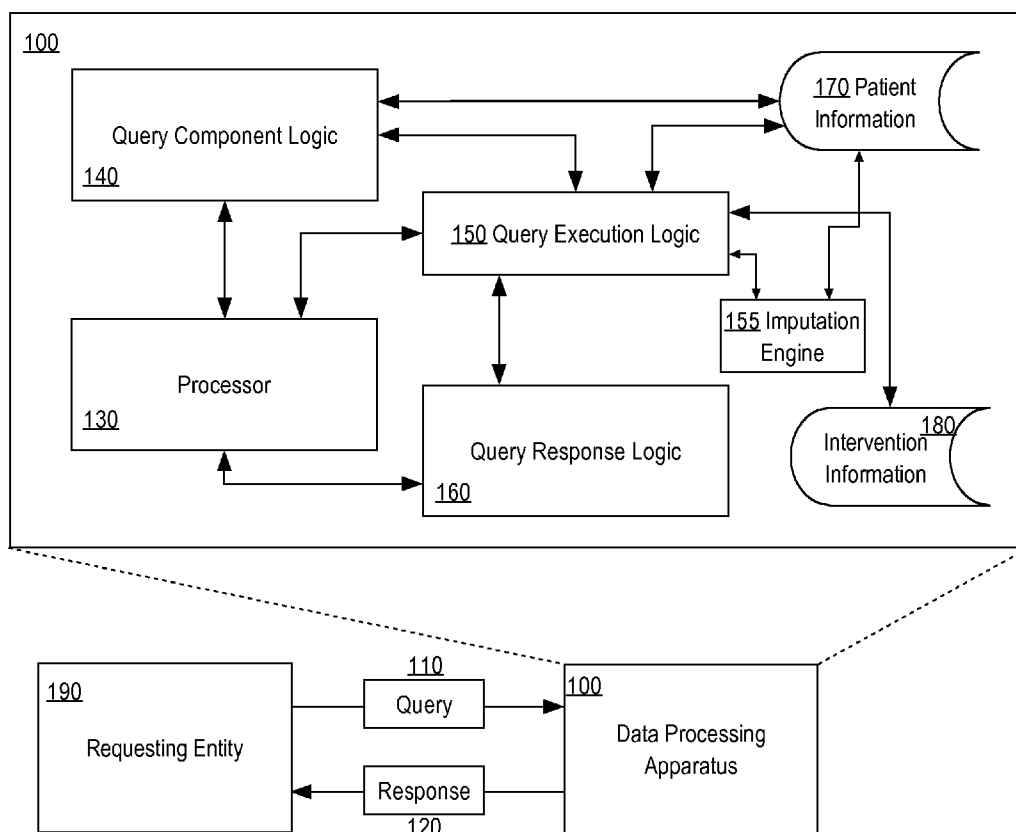 100
Query Component Logic
140
170 Patient
Information
150 Query Execution Logic
155 Imputation
Engine
Processor
130
Query Response Logic
160
180
Intervention
Information
190
Requesting Entity
110
Query
Response
120
100
Data Processing
Apparatus